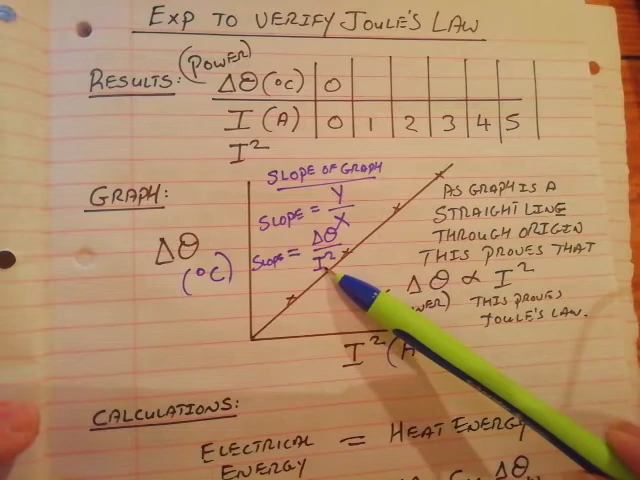 EXP TO VERIFY JOULE'S LAW
RESULTS: (POWER) Δθ (°C) 0
I (A) 0 1 2 3 4 5
I²
GRAPH:
Δθ
(°C)
SLOPE OF GRAPH
SLOPE = Y/X
SLOPE = Δθ/I²
AS GRAPH IS A
STRAIGHT LINE
THROUGH ORIGIN
THIS PROVES THAT
Δθ ∝ I²
THIS PROVES
JOULE'S LAW.
I² (A
CALCULATIONS:
ELECTRICAL ENERGY = HEAT ENERGY
Δθ